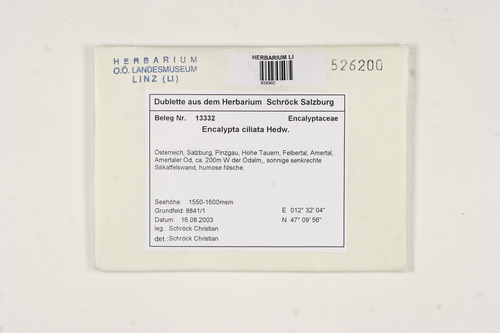 HERBARIUM
O.Ö. LANDESMUSEUM
LINZ (LI)
HERBARIUM LI
526200
Dublette aus dem Herbarium Schröck Salzburg
Beleg Nr. 13332 Encalyptaceae
Encalypta ciliata Hedw.
Österreich, Salzburg, Pinzgau, Hohe Tauern, Felbertal, Amertal,
Amertaler Öd, ca. 200m W der Ödalm,, sonnige senkrechte
Silikatfelswand, humose Nische.
Seehöhe: 1550-1600msm
Grundfeld: 8841/1 E 012° 32' 04"
Datum: 16.08.2003 N 47° 09' 56"
leg.: Schröck Christian
det.: Schröck Christian